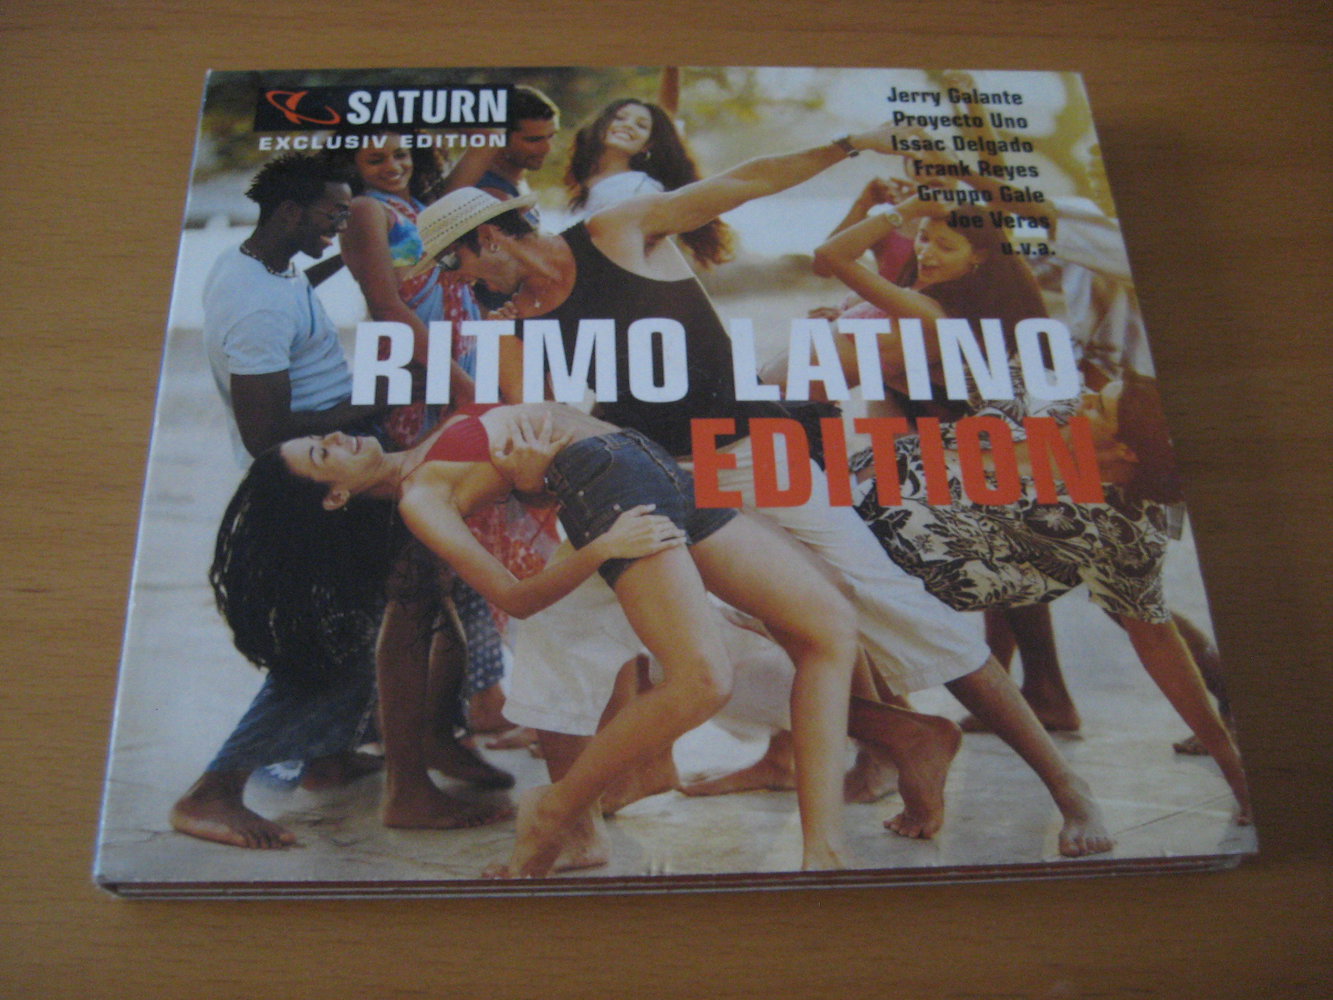 SATURN
EXCLUSIV EDITION
Jerry Galante
Proyecto Uno
Issac Delgado
Frank Reyes
Gruppo Gale
Joe Veras
u.v.a.
RITMO LATINO
EDITION